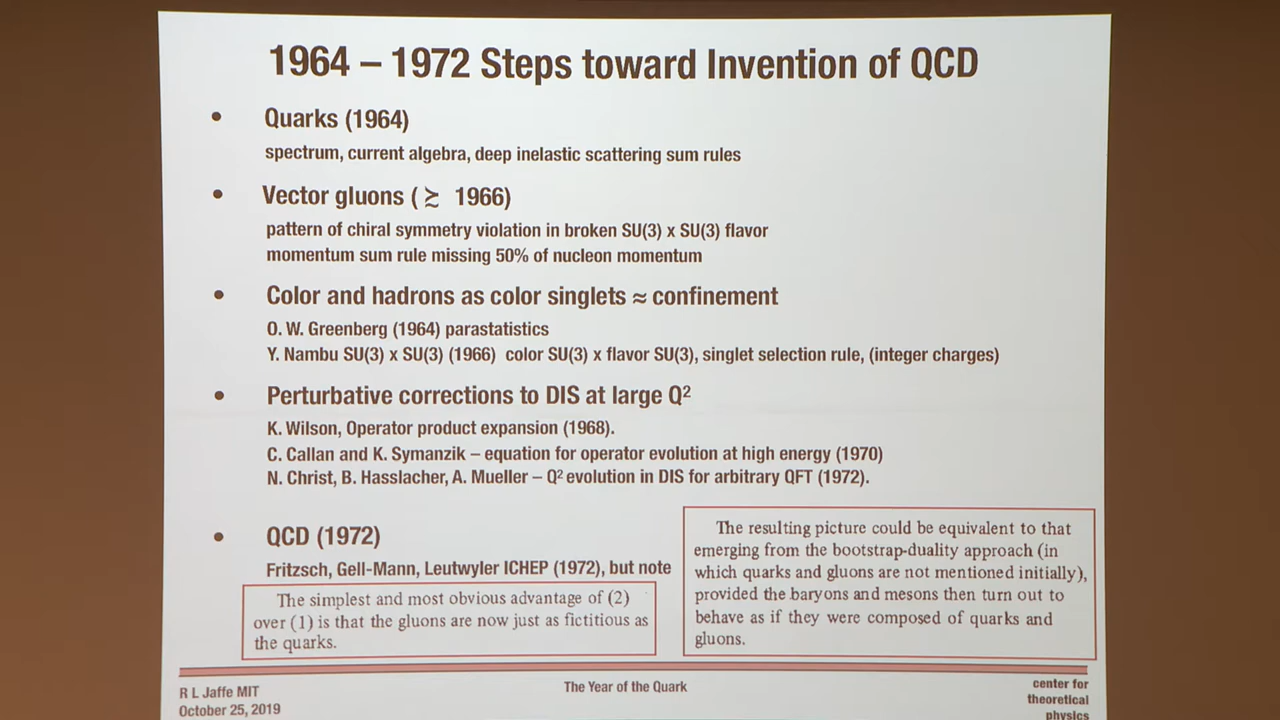 1964 – 1972 Steps toward Invention of QCD
• Quarks (1964)
spectrum, current algebra, deep inelastic scattering sum rules
• Vector gluons ( ≿ 1966)
pattern of chiral symmetry violation in broken SU(3) x SU(3) flavor
momentum sum rule missing 50% of nucleon momentum
• Color and hadrons as color singlets ≈ confinement
O. W. Greenberg (1964) parastatistics
Y. Nambu SU(3) x SU(3) (1966) color SU(3) x flavor SU(3), singlet selection rule, (integer charges)
• Perturbative corrections to DIS at large Q²
K. Wilson, Operator product expansion (1968).
C. Callan and K. Symanzik – equation for operator evolution at high energy (1970)
N. Christ, B. Hasslacher, A. Mueller – Q² evolution in DIS for arbitrary QFT (1972).
• QCD (1972)
Fritzsch, Gell-Mann, Leutwyler ICHEP (1972), but note
The simplest and most obvious advantage of (2)
over (1) is that the gluons are now just as fictitious as
the quarks.
The resulting picture could be equivalent to that
emerging from the bootstrap-duality approach (in
which quarks and gluons are not mentioned initially),
provided the baryons and mesons then turn out to
behave as if they were composed of quarks and
gluons.
R L Jaffe MIT
October 25, 2019
The Year of the Quark
center for
theoretical
physics